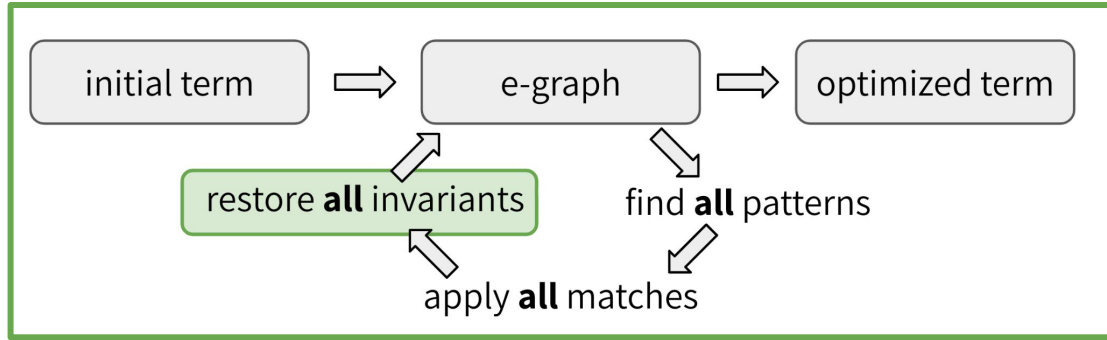 initial term
e-graph
optimized term
restore all invariants
find all patterns
apply all matches